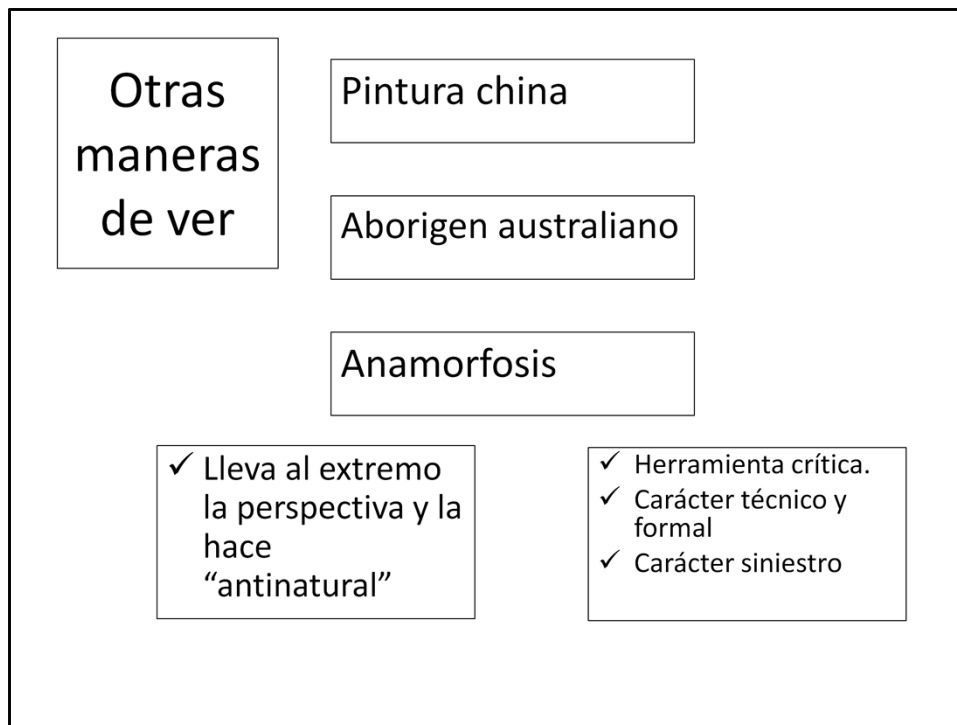 Otras
maneras
de ver
Pintura china
Aborigen australiano
Anamorfosis
✓ Lleva al extremo
la perspectiva y la
hace
“antinatural”
✓ Herramienta crítica.
✓ Carácter técnico y
formal
✓ Carácter siniestro